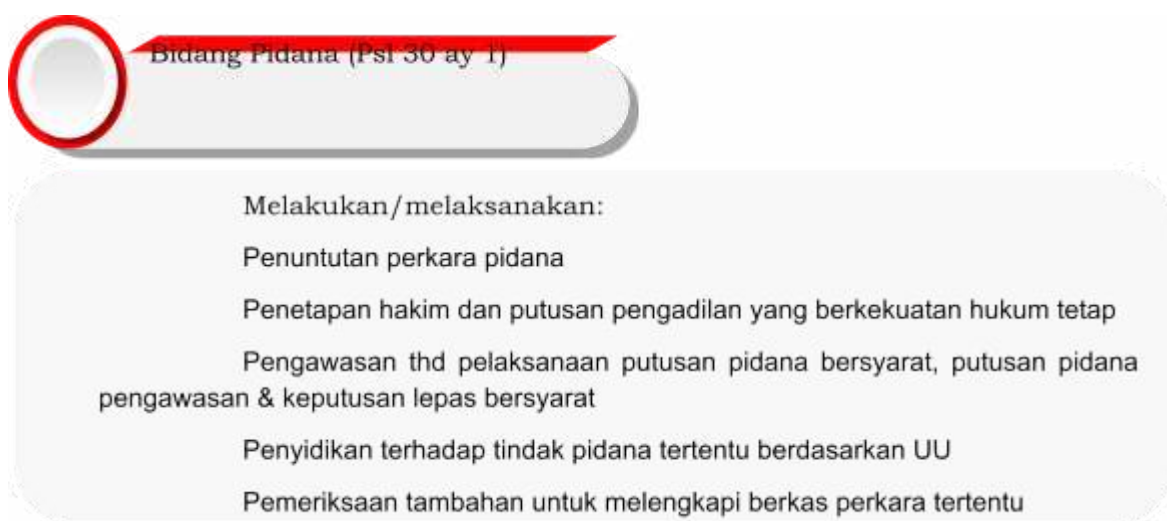 Bidang Pidana (Psl 30 ay 1)
Melakukan/melaksanakan:
Penuntutan perkara pidana
Penetapan hakim dan putusan pengadilan yang berkekuatan hukum tetap
Pengawasan thd pelaksanaan putusan pidana bersyarat, putusan pidana
pengawasan & keputusan lepas bersyarat
Penyidikan terhadap tindak pidana tertentu berdasarkan UU
Pemeriksaan tambahan untuk melengkapi berkas perkara tertentu